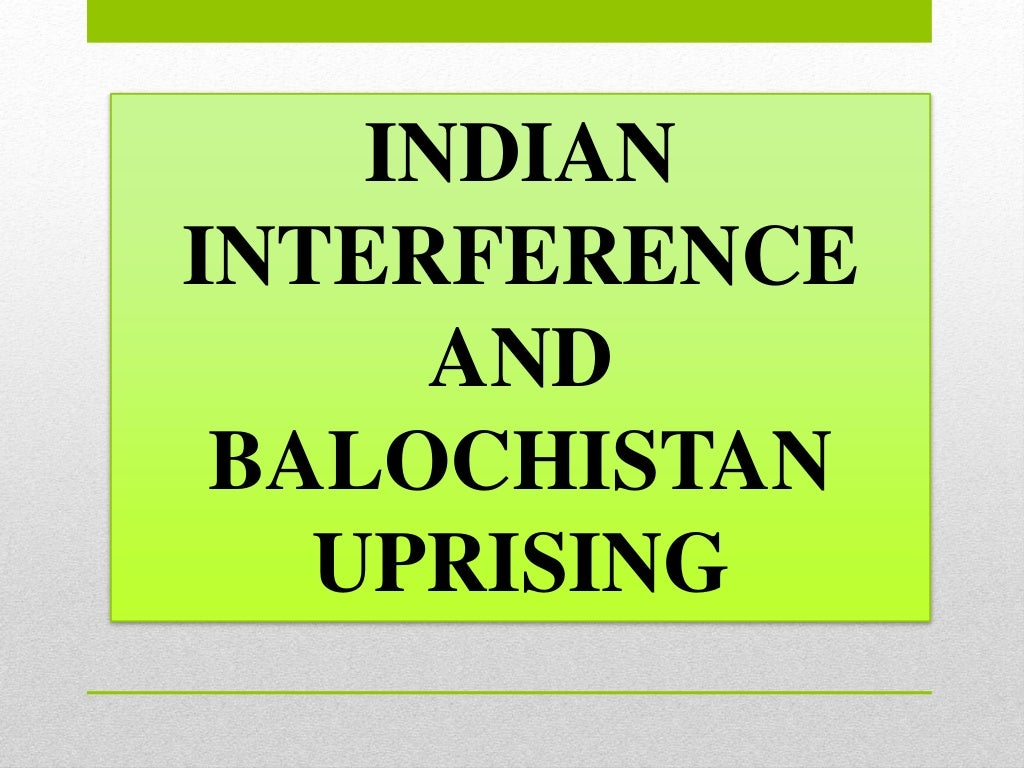 INDIAN
INTERFERENCE
AND
BALOCHISTAN
UPRISING